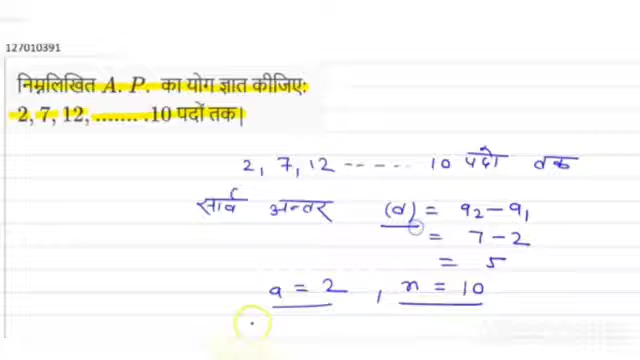 127010391
निम्नलिखित A. P. का योग ज्ञात कीजिए:
2, 7, 12, ........ .10 पदों तक|
2, 7, 12 ------- 10 पदों तक
सार्व अन्तर (d) = a₂ - a₁
= 7 - 2
= 5
a = 2 , n = 10